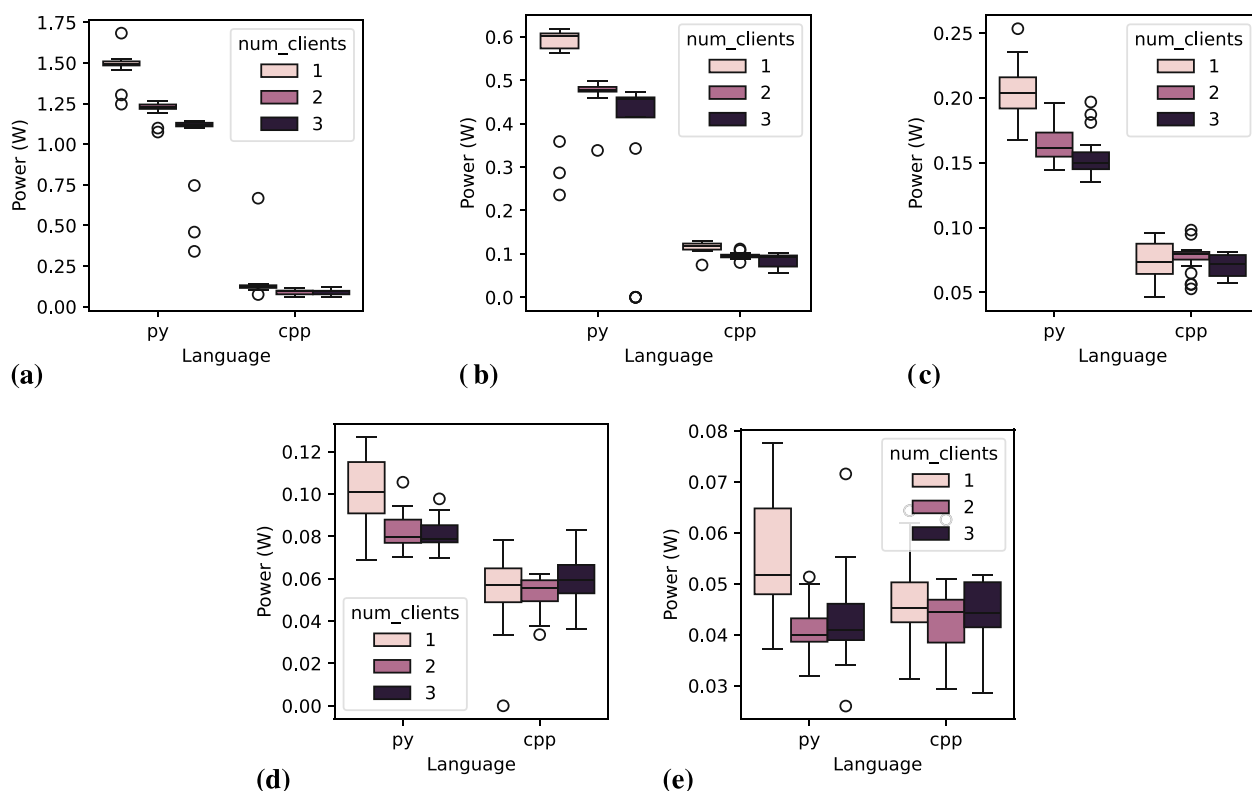 num_clients
1
2
3
Power (W)
1.75
1.50
1.25
1.00
0.75
0.50
0.25
0.00
py
cpp
Language
(a)
num_clients
1
2
3
Power (W)
0.6
0.5
0.4
0.3
0.2
0.1
0.0
py
cpp
Language
(b)
num_clients
1
2
3
Power (W)
0.25
0.20
0.15
0.10
0.05
py
cpp
Language
(c)
Power (W)
0.12
0.10
0.08
0.06
0.04
0.02
0.00
num_clients
1
2
3
py
cpp
Language
(d)
num_clients
1
2
3
Power (W)
0.08
0.07
0.06
0.05
0.04
0.03
py
cpp
Language
(e)